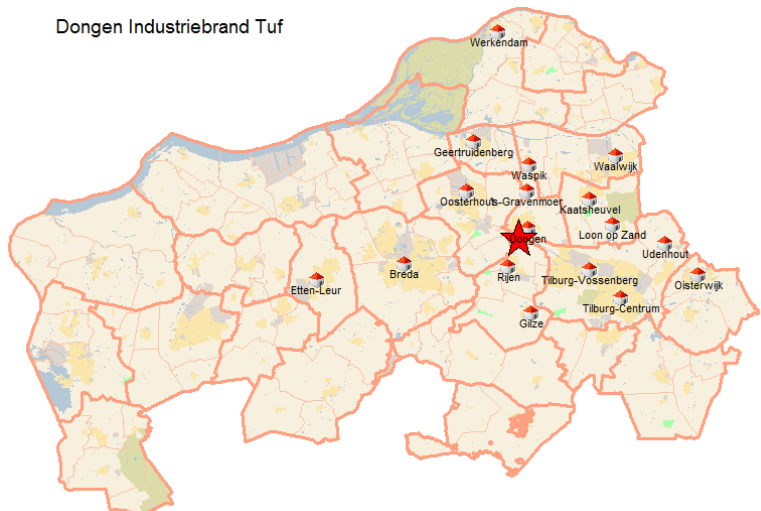 Dongen Industriebrand Tuf
Werkendam
Geertruidenberg
Waalwijk
Waspik
Oosterhout
's-Gravenmoer
Kaatsheuvel
Loon op Zand
Dongen
Udenhout
Breda
Rijen
Tilburg-Vossenberg
Oisterwijk
Etten-Leur
Tilburg-Centrum
Gilze